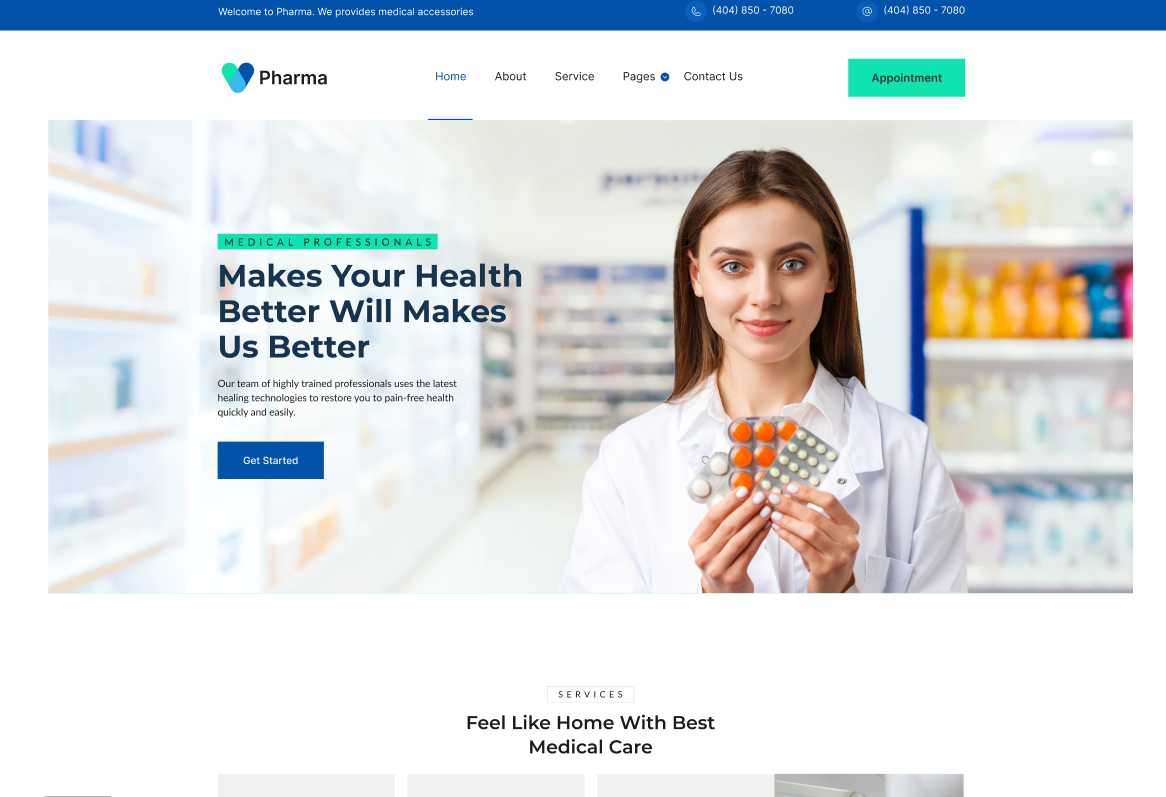 Welcome to Pharma. We provides medical accessories
(404) 850 - 7080
(404) 850 - 7080
Pharma
Home
About
Service
Pages
Contact Us
Appointment
MEDICAL PROFESSIONALS
Makes Your Health
Better Will Makes
Us Better
Our team of highly trained professionals uses the latest
healing technologies to restore you to pain-free health
quickly and easily.
Get Started
SERVICES
Feel Like Home With Best
Medical Care